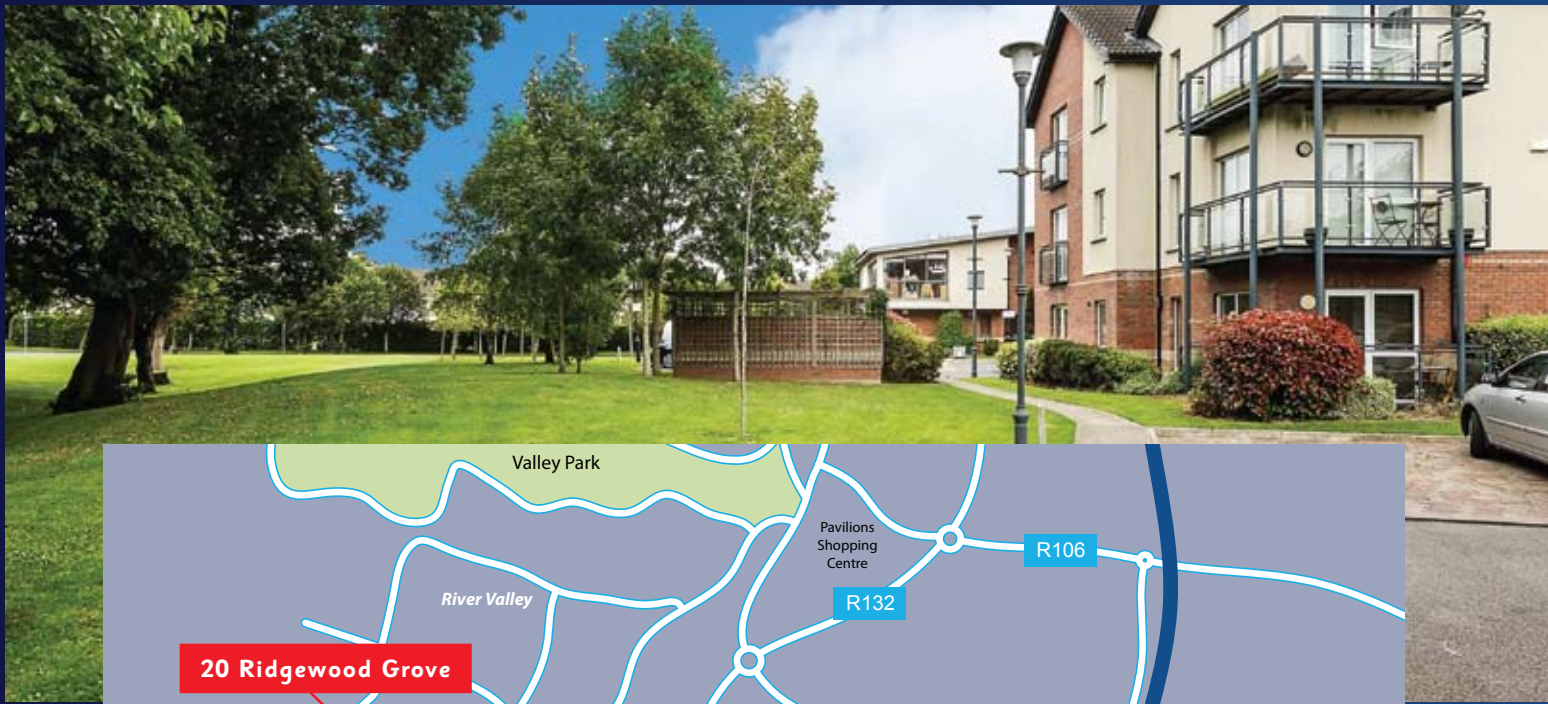 Valley Park
Pavilions
Shopping
Centre
R106
R132
River Valley
20 Ridgewood Grove